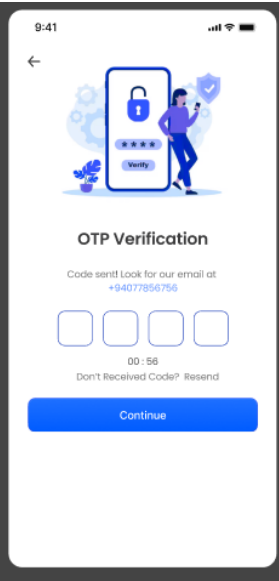 9:41
****
Verify
OTP Verification
Code sent! Look for our email at
+94077856756
00 : 56
Don't Received Code? Resend
Continue